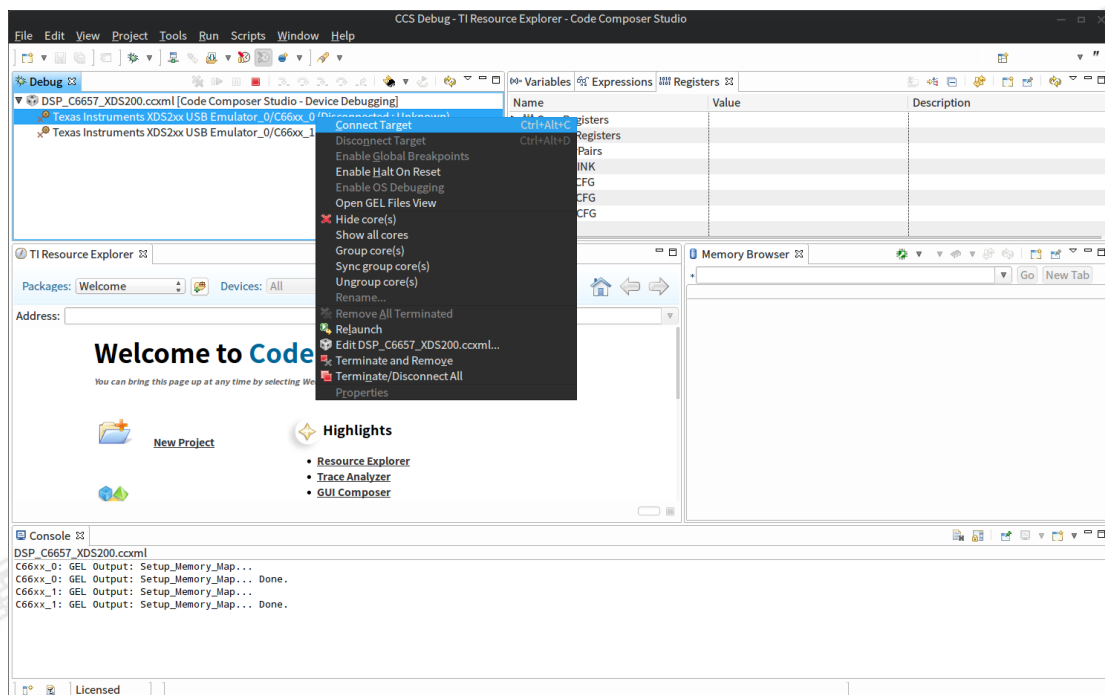 CCS Debug - TI Resource Explorer - Code Composer Studio
File Edit View Project Tools Run Scripts Window Help
Debug
DSP_C6657_XDS200.ccxml [Code Composer Studio - Device Debugging]
Texas Instruments XDS2xx USB Emulator_0/C66xx_0 (Disconnected : Unknown)
Texas Instruments XDS2xx USB Emulator_0/C66xx_1
Connect Target Ctrl+Alt+C
Disconnect Target Ctrl+Alt+D
Enable Global Breakpoints
Enable Halt On Reset
Enable OS Debugging
Open GEL Files View
Hide core(s)
Show all cores
Group core(s)
Sync group core(s)
Ungroup core(s)
Rename...
Remove All Terminated
Relaunch
Edit DSP_C6657_XDS200.ccxml...
Terminate and Remove
Terminate/Disconnect All
Properties
Variables Expressions Registers
Name Value Description
gisters
Registers
Pairs
INK
CFG
CFG
CFG
TI Resource Explorer
Packages: Welcome Devices: All
Address:
Welcome to Code
You can bring this page up at any time by selecting We
New Project
Highlights
• Resource Explorer
• Trace Analyzer
• GUI Composer
Memory Browser
Go New Tab
Console
DSP_C6657_XDS200.ccxml
C66xx_0: GEL Output: Setup_Memory_Map...
C66xx_0: GEL Output: Setup_Memory_Map... Done.
C66xx_1: GEL Output: Setup_Memory_Map...
C66xx_1: GEL Output: Setup_Memory_Map... Done.
Licensed